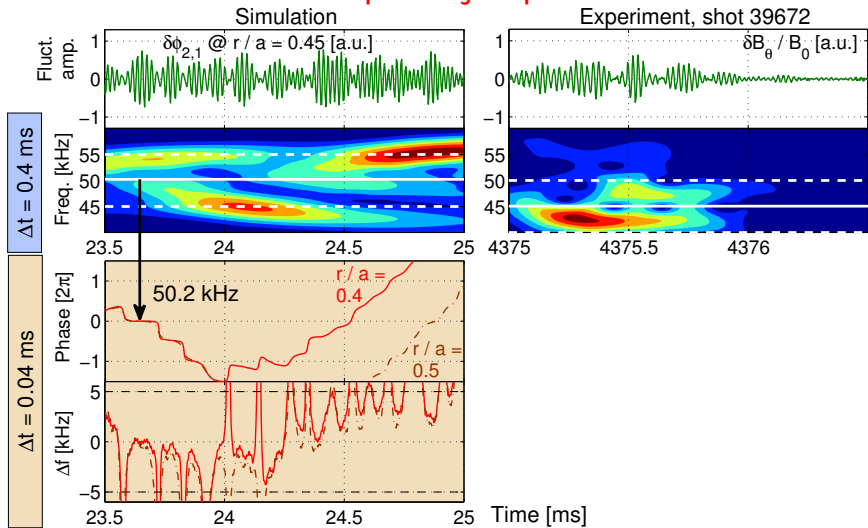 Simulation
Experiment, shot 39672
Fluct. amp.
1
0
−1
δϕ2,1 @ r / a = 0.45 [a.u.]
δBθ / B0 [a.u.]
Δt = 0.4 ms
Freq. [kHz]
55
50
45
55
50
45
23.5 24 24.5 25
4375 4375.5 4376
Δt = 0.04 ms
Phase [2π]
1
0
−1
50.2 kHz
r / a =
0.4
r / a =
0.5
Δf [kHz]
5
0
−5
23.5 24 24.5 25
Time [ms]